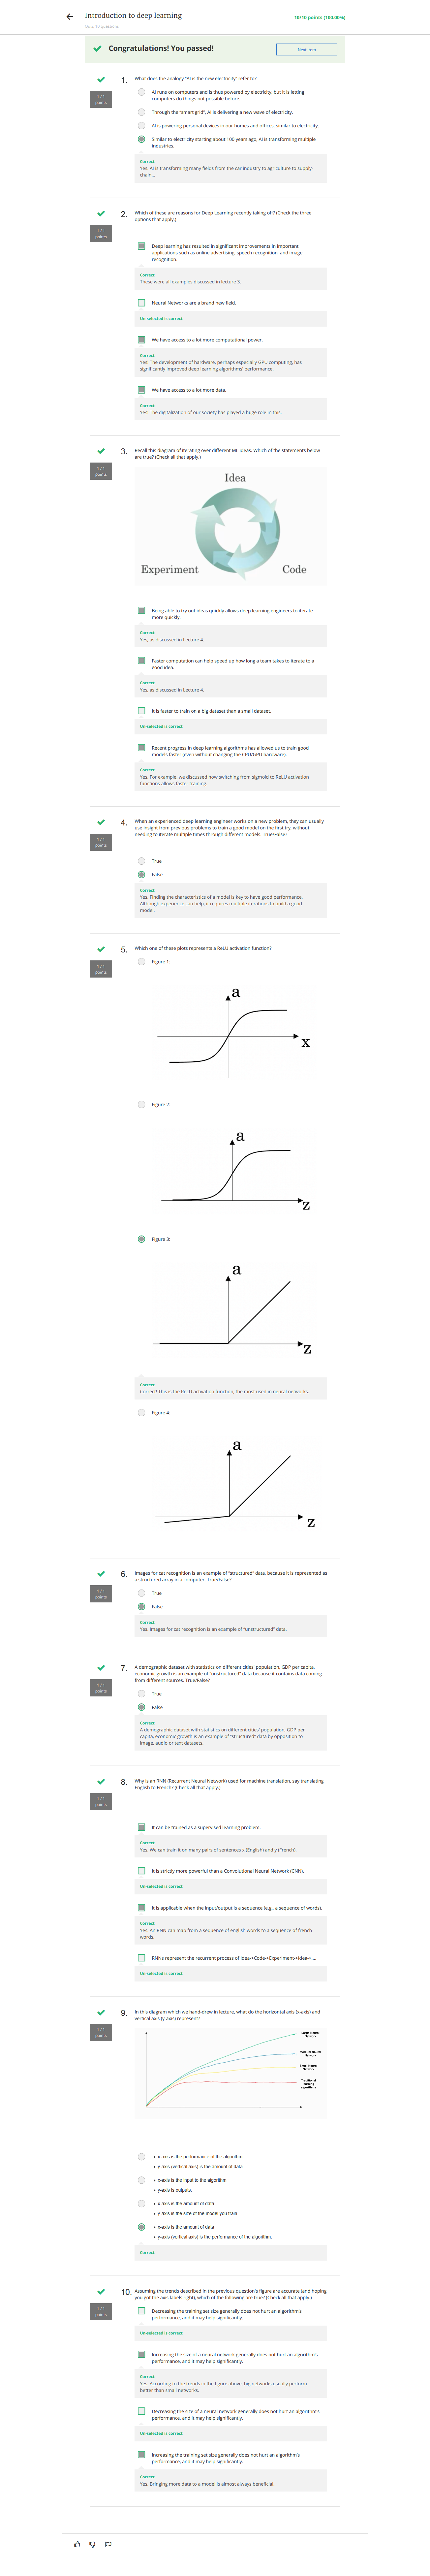 Introduction to deep learning
10/10 points (100.00%)
Quiz, 10 questions
Congratulations! You passed!
Next Item
1/1
points
1.
What does the analogy "AI is the new electricity" refer to?
AI runs on computers and is thus powered by electricity, but it is letting
computers do things not possible before.
Through the "smart grid", AI is delivering a new wave of electricity.
AI is powering personal devices in our homes and offices, similar to electricity.
Similar to electricity starting about 100 years ago, AI is transforming multiple
industries.
Correct
Yes. AI is transforming many fields from the car industry to agriculture to supply-
chain...
1/1
points
2.
Which of these are reasons for Deep Learning recently taking off? (Check the three
options that apply.)
Deep learning has resulted in significant improvements in important
applications such as online advertising, speech recognition, and image
recognition.
Correct
These were all examples discussed in lecture 3.
Neural Networks are a brand new field.
Un-selected is correct
We have access to a lot more computational power.
Correct
Yes! The development of hardware, perhaps especially GPU computing, has
significantly improved deep learning algorithms' performance.
We have access to a lot more data.
Correct
Yes! The digitalization of our society has played a huge role in this.
1/1
points
3.
Recall this diagram of iterating over different ML ideas. Which of the statements below
are true? (Check all that apply.)
Idea
Experiment
Code
Being able to try out ideas quickly allows deep learning engineers to iterate
more quickly.
Correct
Yes, as discussed in Lecture 4.
Faster computation can help speed up how long a team takes to iterate to a
good idea.
Correct
Yes, as discussed in Lecture 4.
It is faster to train on a big dataset than a small dataset.
Un-selected is correct
Recent progress in deep learning algorithms has allowed us to train good
models faster (even without changing the CPU/GPU hardware).
Correct
Yes. For example, we discussed how switching from sigmoid to ReLU activation
functions allows faster training.
1/1
points
4.
When an experienced deep learning engineer works on a new problem, they can usually
use insight from previous problems to train a good model on the first try, without
needing to iterate multiple times through different models. True/False?
True
False
Correct
Yes. Finding the characteristics of a model is key to have good performance.
Although experience can help, it requires multiple iterations to build a good
model.
1/1
points
5.
Which one of these plots represents a ReLU activation function?
Figure 1:
a
x
Figure 2:
a
z
Figure 3:
a
z
Correct
Correct! This is the ReLU activation function, the most used in neural networks.
Figure 4:
a
z
1/1
points
6.
Images for cat recognition is an example of "structured" data, because it is represented
as a structured array in a computer. True/False?
True
False
Correct
Yes. Images for cat recognition is an example of "unstructured" data.
1/1
points
7.
A demographic dataset with statistics on different cities' population, GDP per capita,
economic growth is an example of "unstructured" data because it contains data coming
from different sources. True/False?
True
False
Correct
A demographic dataset with statistics on different cities' population, GDP per
capita, economic growth is an example of "structured" data by opposition to
image, audio or text datasets.
1/1
points
8.
Why is an RNN (Recurrent Neural Network) used for machine translation, say translating
English to French? (Check all that apply.)
It can be trained as a supervised learning problem.
Correct
Yes. We can train it on many pairs of sentences x (English) and y (French).
It is strictly more powerful than a Convolutional Neural Network (CNN).
Un-selected is correct
It is applicable when the input/output is a sequence (e.g., a sequence of words).
Correct
Yes. An RNN can map from a sequence of english words to a sequence of french
words.
RNNs represent the recurrent process of Idea->Code->Experiment->Idea->....
Un-selected is correct
1/1
points
9.
In this diagram which we hand-drew in lecture, what do the horizontal axis (x-axis) and
vertical axis (y-axis) represent?
Large Neural
Network
Medium Neural
Network
Small Neural
Network
Traditional
learning
algorithms
• x-axis is the performance of the algorithm
• y-axis (vertical axis) is the amount of data
• x-axis is the input to the algorithm
• y-axis is outputs.
• x-axis is the amount of data
• y-axis is the size of the model you train.
• x-axis is the amount of data
• y-axis (vertical axis) is the performance of the algorithm.
Correct
1/1
points
10.
Assuming the trends described in the previous question's figure are accurate (and hoping
you got the axis labels right), which of the following are true? (Check all that apply.)
Decreasing the training set size generally does not hurt an algorithm's
performance, and it may help significantly.
Un-selected is correct
Increasing the size of a neural network generally does not hurt an algorithm's
performance, and it may help significantly.
Correct
Yes. According to the trends in the figure above, big networks usually perform
better than small networks.
Decreasing the size of a neural network generally does not hurt an algorithm's
performance, and it may help significantly.
Un-selected is correct
Increasing the training set size generally does not hurt an algorithm's
performance, and it may help significantly.
Correct
Yes. Bringing more data to a model is almost always beneficial.